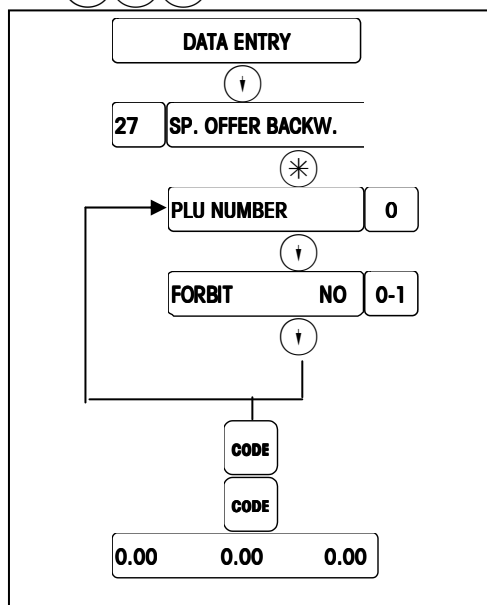 DATA ENTRY
27 SP. OFFER BACKW.
PLU NUMBER 0
FORBIT NO 0-1
CODE
CODE
0.00 0.00 0.00